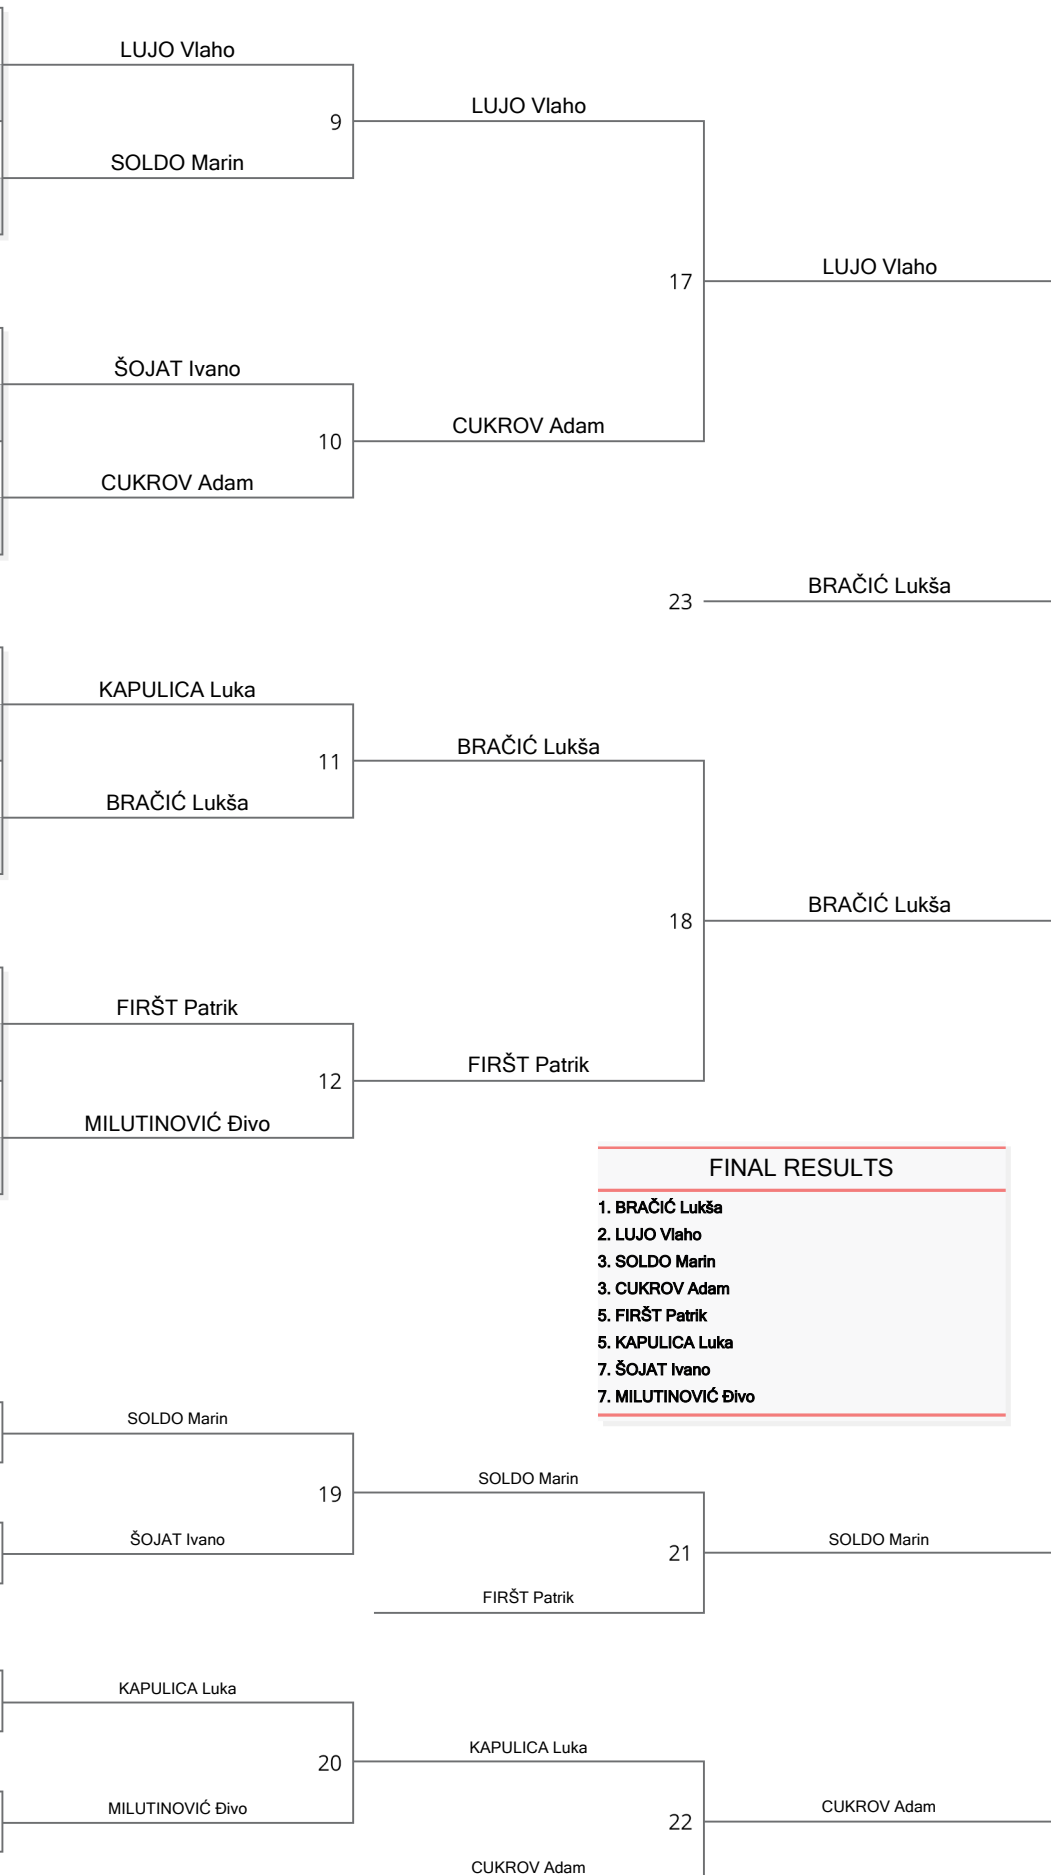 LUJO Vlaho
LUJO Vlaho
9
SOLDO Marin
LUJO Vlaho
17
ŠOJAT Ivano
CUKROV Adam
10
CUKROV Adam
BRAČIĆ Lukša
23
KAPULICA Luka
BRAČIĆ Lukša
11
BRAČIĆ Lukša
BRAČIĆ Lukša
18
FIRŠT Patrik
FIRŠT Patrik
12
MILUTINOVIĆ Đivo
FINAL RESULTS
1. BRAČIĆ Lukša
2. LUJO Vlaho
3. SOLDO Marin
3. CUKROV Adam
5. FIRŠT Patrik
5. KAPULICA Luka
7. ŠOJAT Ivano
7. MILUTINOVIĆ Đivo
SOLDO Marin
SOLDO Marin
19
ŠOJAT Ivano
SOLDO Marin
21
FIRŠT Patrik
KAPULICA Luka
KAPULICA Luka
20
MILUTINOVIĆ Đivo
CUKROV Adam
22
CUKROV Adam